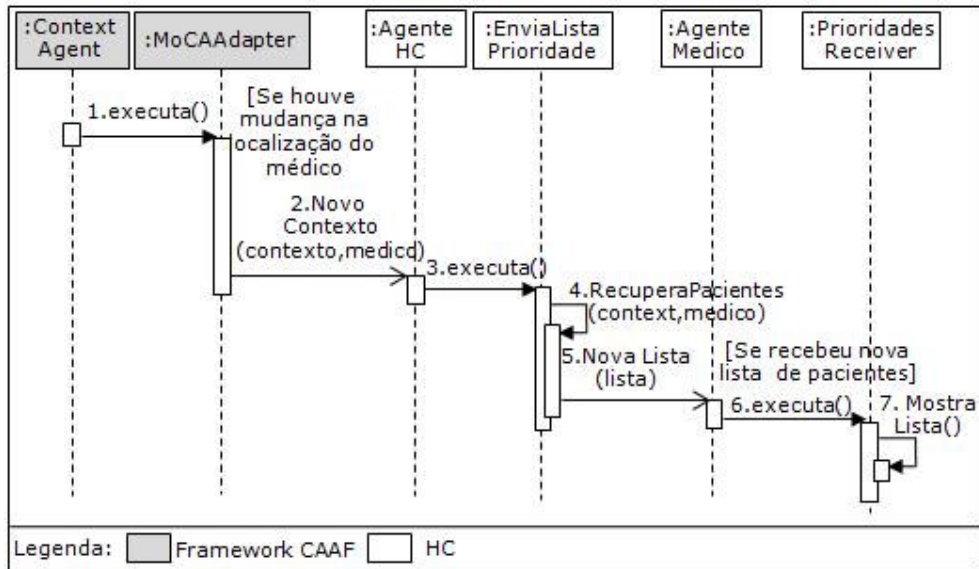 :Context
Agent
:MoCAAdapter
:Agente
HC
:EnviaLista
Prioridade
:Agente
Medico
:Prioridades
Receiver
1.executa()
[Se houve
mudança na
ocalização do
médico
2.Novo
Contexto
(contexto,medico)
3.executa()
4.RecuperaPacientes
(context,medico)
5.Nova Lista
(lista)
[Se recebeu nova
lista de pacientes]
6.executa()
7. Mostra
Lista()
Legenda:
Framework CAAF
HC